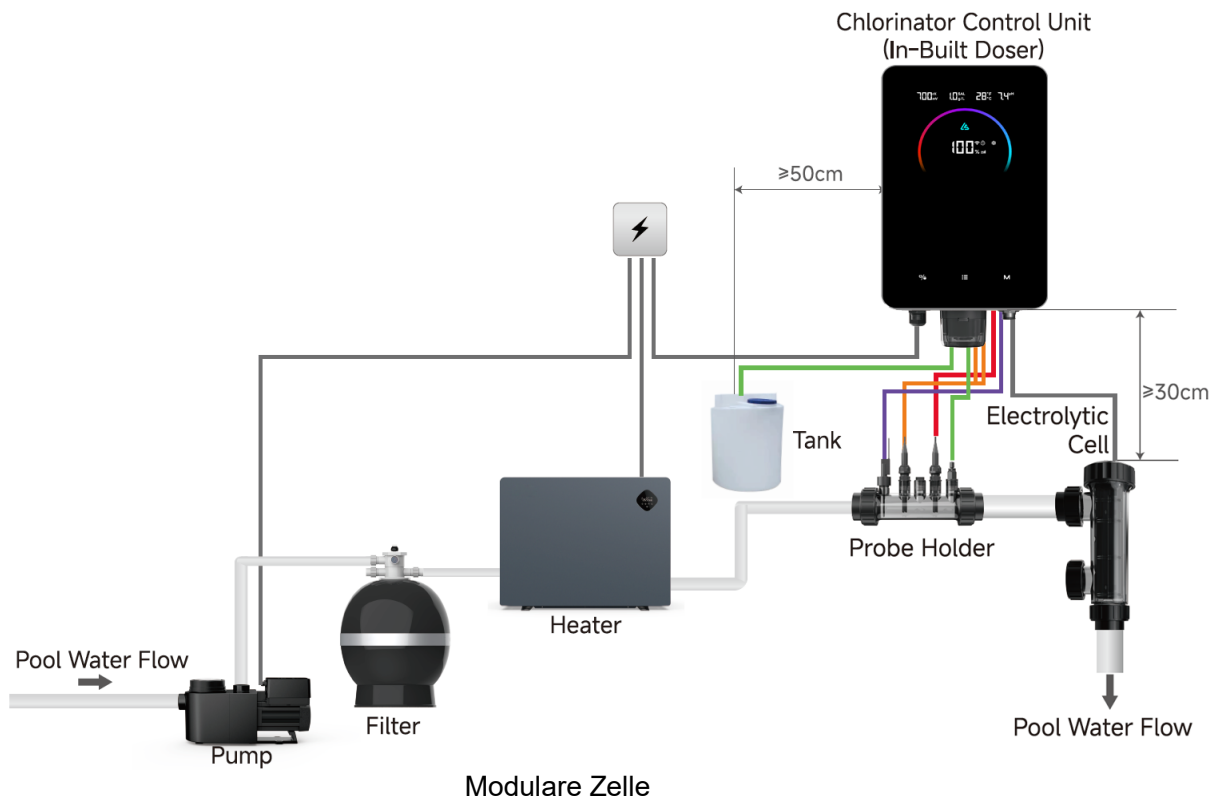 Chlorinator Control Unit
(In-Built Doser)
100%
≥50cm
≥30cm
Electrolytic
Cell
Tank
Probe Holder
Heater
Pool Water Flow
Filter
Pump
Pool Water Flow
Modulare Zelle